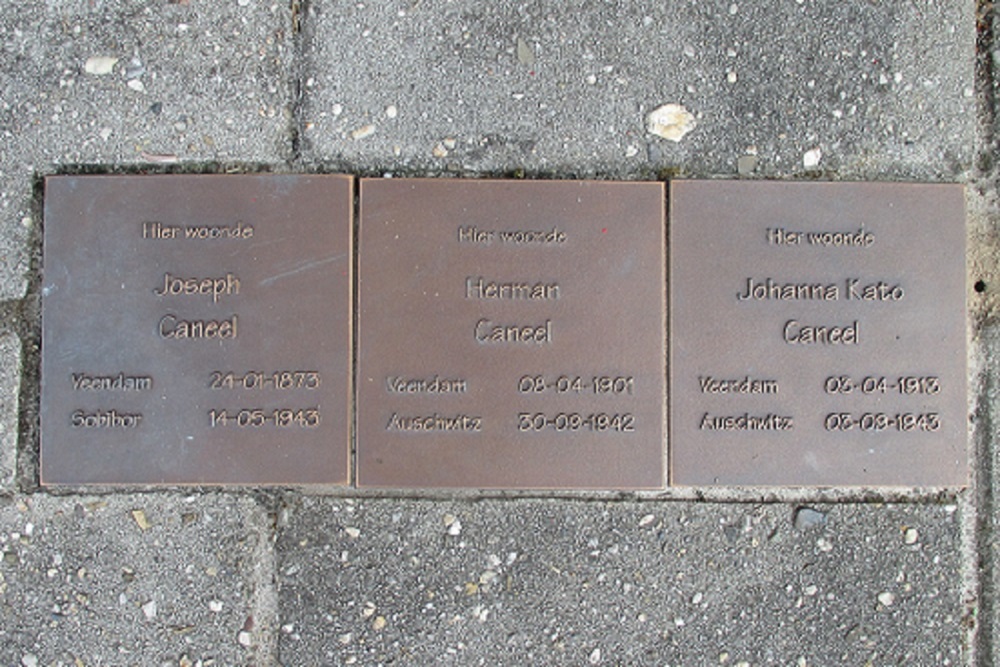 Hier woonde
Joseph
Caneel
Veendam 24-01-1873
Sobibor 14-05-1943
Hier woonde
Herman
Caneel
Veendam 08-04-1901
Auschwitz 30-09-1942
Hier woonde
Johanna Kato
Caneel
Veendam 03-04-1913
Auschwitz 03-09-1943